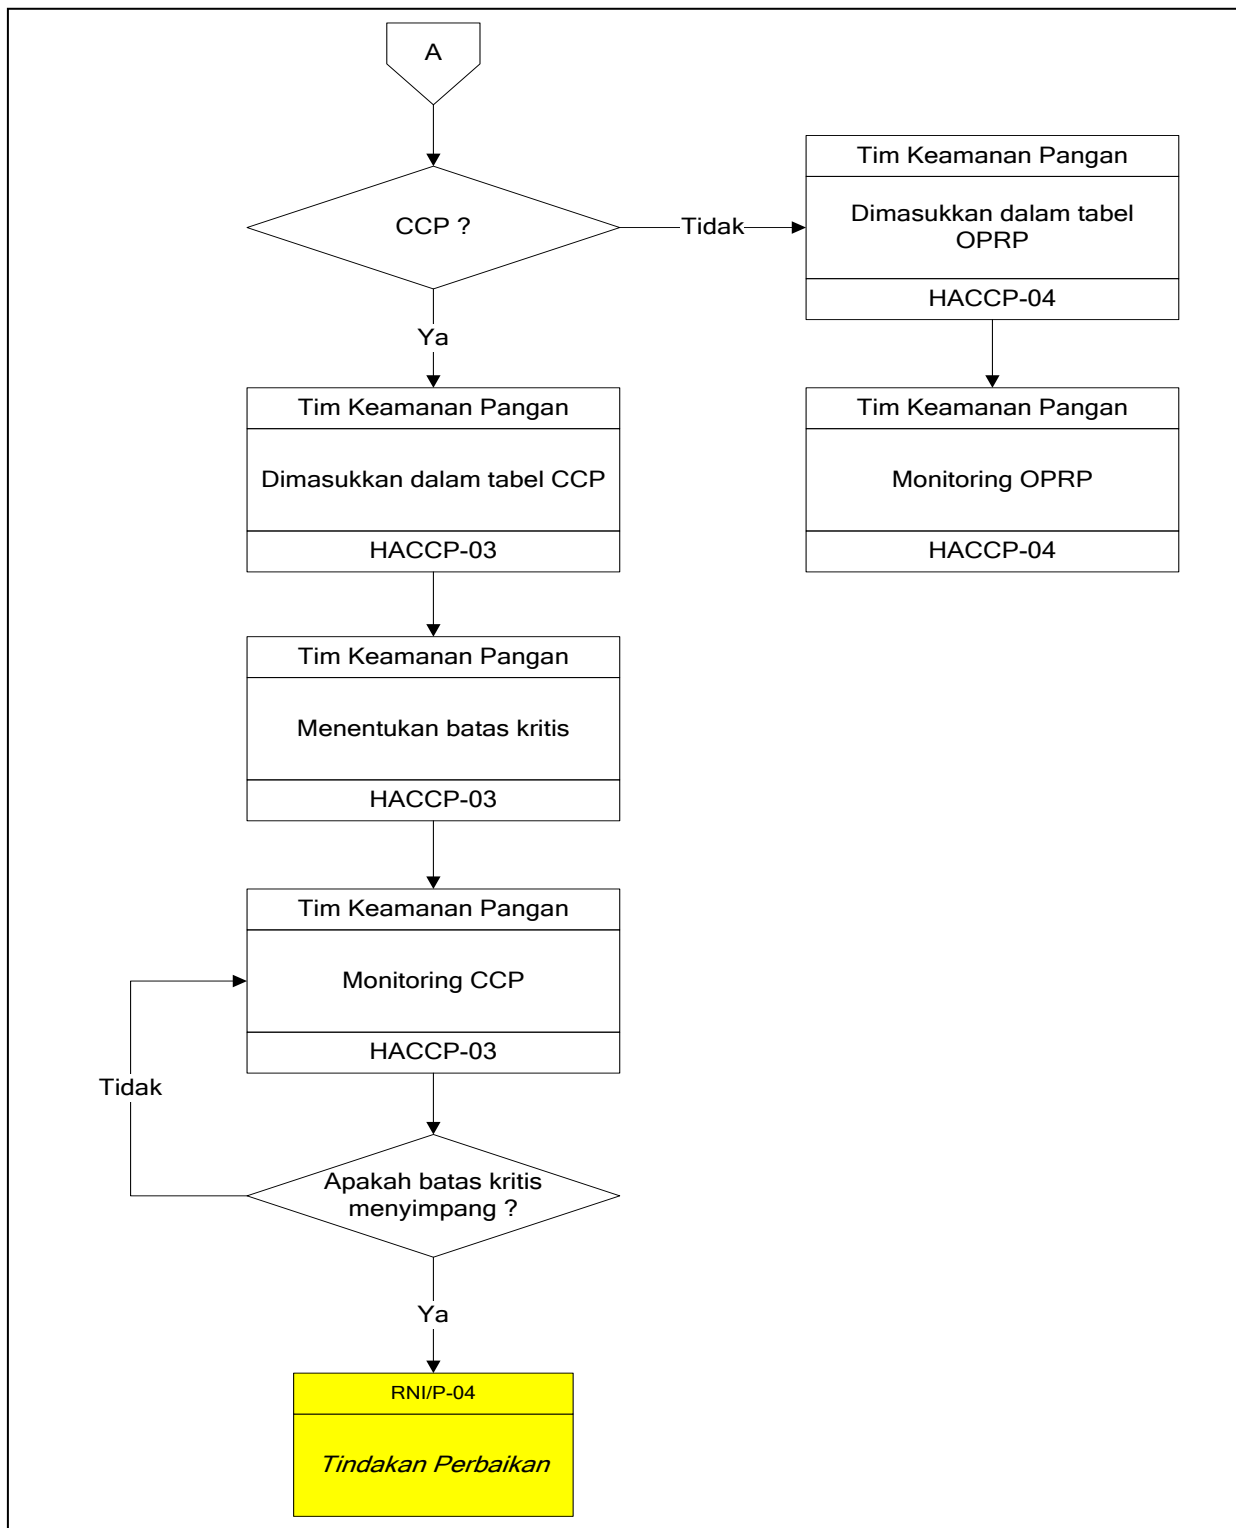 A
CCP ?
Tidak
Tim Keamanan Pangan
Dimasukkan dalam tabel
OPRP
HACCP-04
Tim Keamanan Pangan
Monitoring OPRP
HACCP-04
Ya
Tim Keamanan Pangan
Dimasukkan dalam tabel CCP
HACCP-03
Tim Keamanan Pangan
Menentukan batas kritis
HACCP-03
Tim Keamanan Pangan
Monitoring CCP
HACCP-03
Tidak
Apakah batas kritis
menyimpang ?
Ya
RNI/P-04
Tindakan Perbaikan